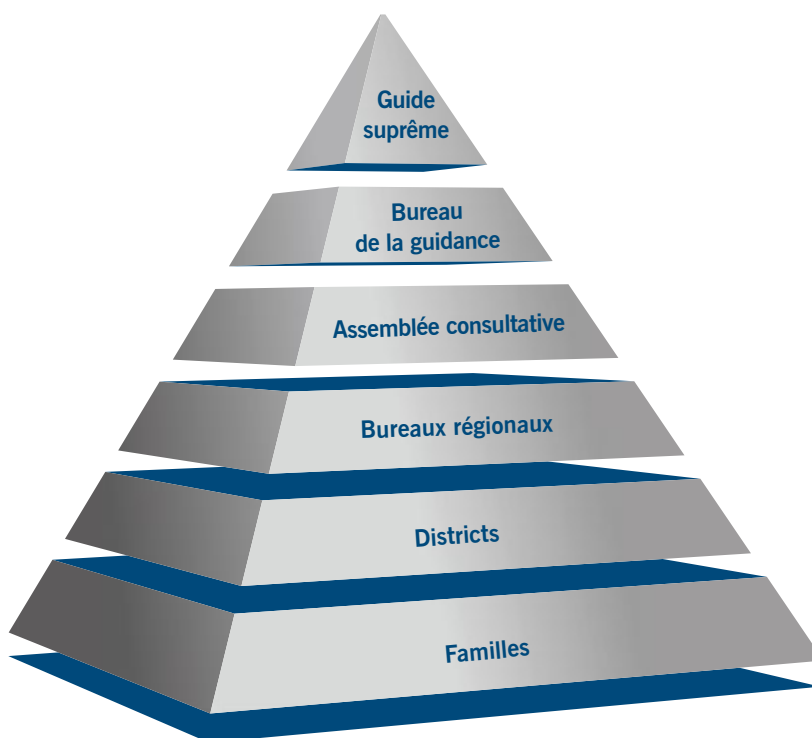 Guide
suprême
Bureau
de la guidance
Assemblée consultative
Bureaux régionaux
Districts
Familles